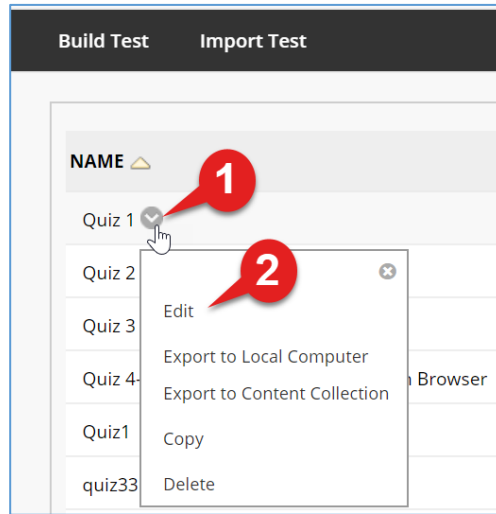 Build Test Import Test
NAME
1
Quiz 1
2
Quiz 2
Edit
Quiz 3
Export to Local Computer
Quiz 4- n Browser
Export to Content Collection
Quiz1
Copy
quiz33
Delete